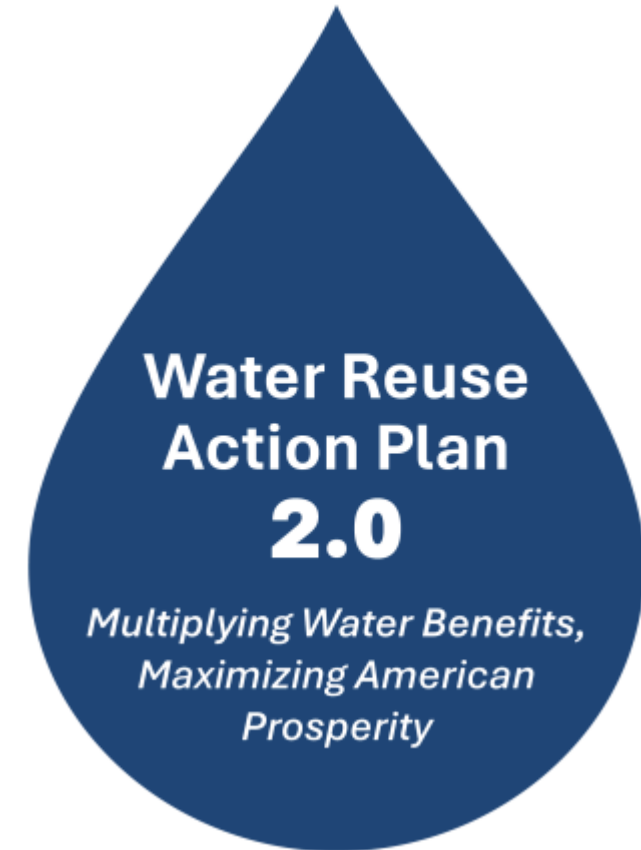 Water Reuse
Action Plan
2.0
Multiplying Water Benefits,
Maximizing American
Prosperity